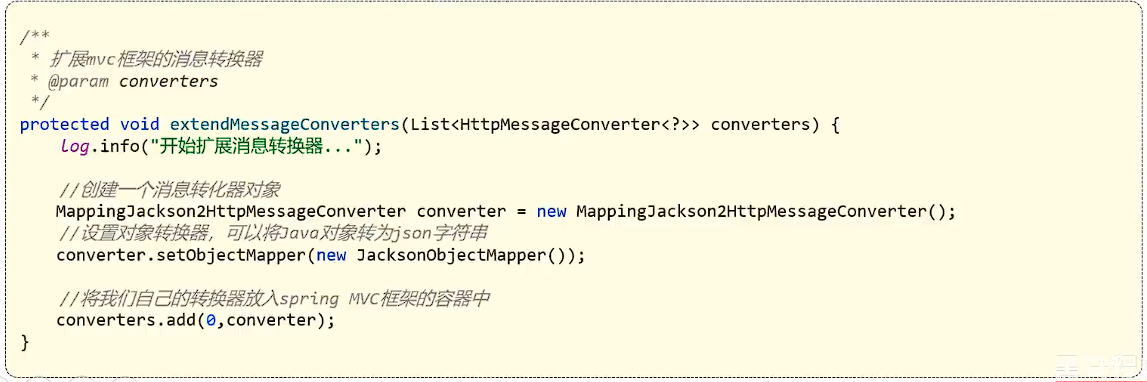 /**
 * 扩展mvc框架的消息转换器
 * @param converters
 */
protected void extendMessageConverters(List<HttpMessageConverter<?>> converters) {
    log.info("开始扩展消息转换器...");
    //创建一个消息转化器对象
    MappingJackson2HttpMessageConverter converter = new MappingJackson2HttpMessageConverter();
    //设置对象转换器，可以将Java对象转为json字符串
    converter.setObjectMapper(new JacksonObjectMapper());
    //将我们自己的转换器放入spring MVC框架的容器中
    converters.add(0,converter);
}